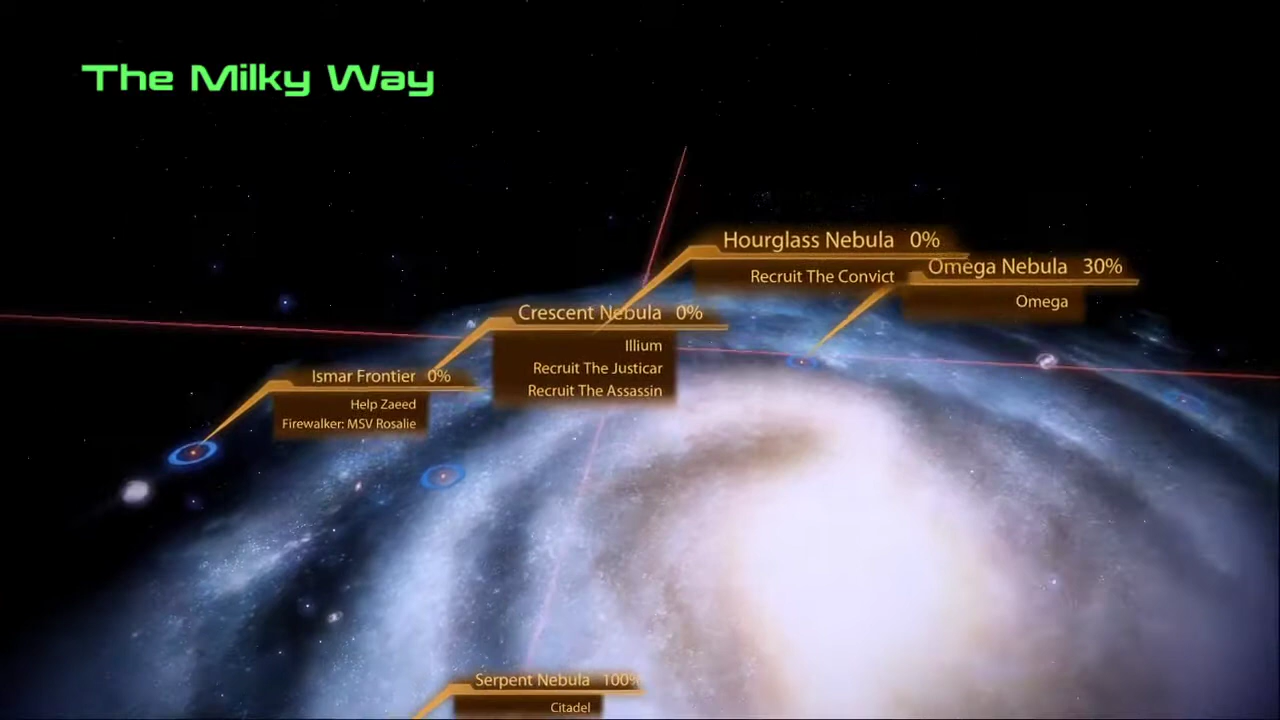 The Milky Way
Hourglass Nebula 0%
Recruit The Convict
Omega Nebula 30%
Omega
Crescent Nebula 0%
Illium
Recruit The Justicar
Recruit The Assassin
Ismar Frontier 0%
Help Zaeed
Firewalker: MSV Rosalie
Serpent Nebula 100%
Citadel